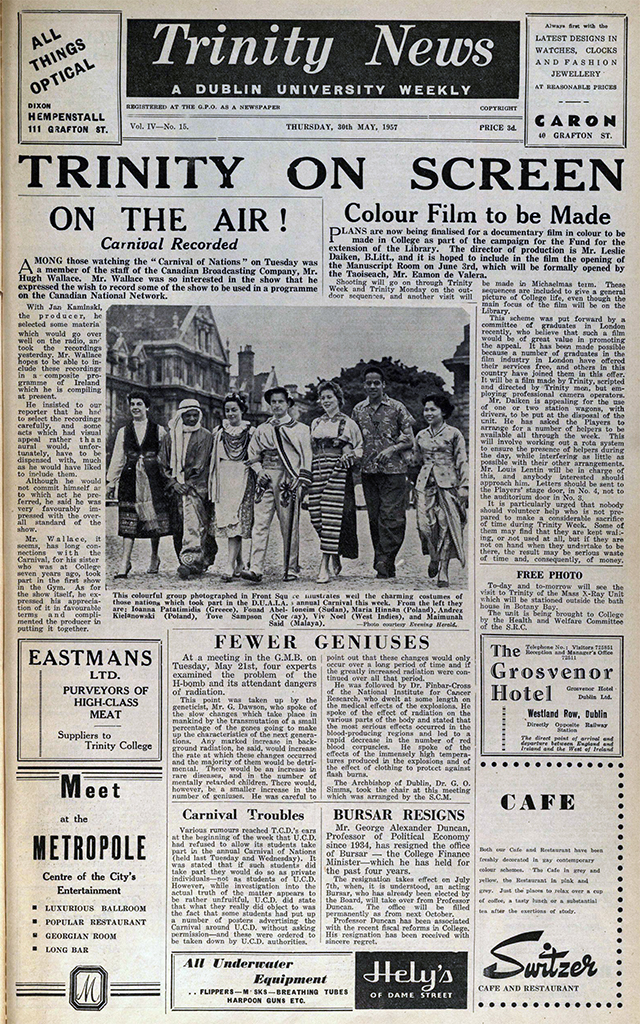 ALL
THINGS
OPTICAL
DIXON
HEMPENSTALL
111 GRAFTON ST.
Trinity News
A DUBLIN UNIVERSITY WEEKLY
REGISTERED AT THE G.P.O. AS A NEWSPAPER
COPYRIGHT
Vol. IV—No. 15.
THURSDAY, 30th MAY, 1957
PRICE 3d.
Always first with the
LATEST DESIGNS IN
WATCHES, CLOCKS
AND FASHION
JEWELLERY
AT REASONABLE PRICES
CARON
40 GRAFTON ST.
TRINITY ON SCREEN
ON THE AIR!
Carnival Recorded
AMONG those watching the "Carnival of Nations" on Tuesday was
a member of the staff of the Canadian Broadcasting Company, Mr.
Hugh Wallace. Mr. Wallace was so interested in the show that he
expressed the wish to record some of the show to be used in a programme
on the Canadian National Network.
With Jan Kaminski,
the producer, he
selected some materia
which would go over
well on the radio, an
took the recordings
yesterday. Mr. Wallace
hopes to be able to in-
clude these recordings
in a composite pro-
gramme of Ireland
which he is compiling
at present.
He insisted to our
reporter that he had
to select the recording
carefully, and some
acts which had visual
appeal rather than
aural would, unfor-
tunately, have to be
dispensed with, much
as he would have liked
to include them.
Although he would
not commit himself as
to which act he pre-
ferred, he said he was
very favourably im-
pressed with the over-
all standard of the
show.
Mr. Wallace, it
seems, has long con-
nections with the
Carnival, for his sister
who was at College
seven years ago, took
part in the first show
in the Gym. As for
the show itself, he ex-
pressed his apprecia-
tion of it in favourable
terms and compli-
mented the producer in
putting it together.
Colour Film to be Made
PLANS are now being finalised for a documentary film in colour to be
made in College as part of the campaign for the Fund for the
extension of the Library. The director of production is Mr. Leslie
Daiken, B.Litt., and it is hoped to include in the film the opening of
the Manuscript Room on June 3rd, which will be formally opened by
the Taoiseach, Mr. Eamon de Valera.
Shooting will go on through Trinity
Week and Trinity Monday on the out-
door sequences, and another visit will
be made in Michaelmas term. These
sequences are included to give a general
picture of College life, even though the
main focus of the film will be on the
Library.
This scheme was put forward by a
committee of graduates in London
recently, who believe that such a film
would be of great value in promoting
the appeal. It has been made possible
because a number of graduates in the
film industry in London have offered
their services free, and others in this
country have joined them in this offer.
It will be a film made by Trinity, scripted
and directed by Trinity men, but em-
ploying professional camera operators.
Mr. Daiken is appealing for the use
of one or two station wagons, with
drivers, to be put at the disposal of the
unit. He has asked the Players to
arrange for a number of helpers to be
available all through the week. This
will involve working out a rota system
to ensure the presence of helpers during
the day, while interfering as little as
possible with their other arrangements.
Mr. Louis Lentin will be in charge of
this, and anybody interested should
approach him. Letters should be sent to
the Players' stage door, in No. 4, not to
the auditorium door in No. 3.
It is particularly urged that nobody
should volunteer help who is not pre-
pared to make a considerable sacrifice
of time during Trinity Week. Some of
them may find that they are kept wait-
ing, or not used at all, but if they are
not on hand when they undertake to be
there, the result may be serious waste
of time and, consequently, of money.
FREE PHOTO
To-day and to-morrow will see the
visit to Trinity of the Mass X-Ray Unit
which will be stationed outside the bath
house in Botany Bay.
The unit is being brought to College
by the Health and Welfare Committee
of the S.R.C.
This colourful group photographed in Front Square illustrates well the charming costumes of
those nations which took part in the D.U.A.I.A. annual Carnival this week. From the left they
are: Ioanna (Greece), Fouad (Sudan), Maria Hinnan (Poland), Andrez
(Poland), Tove Sampson (Norway), Viv Noel (West Indies), and Maimunah
(Malaya).
—Photo courtesy Evening Herald.
FEWER GENIUSES
At a meeting in the G.M.B. on
Tuesday, May 21st, four experts
examined the problem of the
H-bomb and its attendant dangers
of radiation.
This point was taken up by the
geneticist, Mr. G. Dawson, who spoke of
the slow changes which take place in
mankind by the transmutation of a small
percentage of the genes going to make
up the characteristics of the next genera-
tions. Any marked increase in back-
ground radiation, he said, would increase
the rate at which these changes occurred
and the majority of them would be detri-
mental. There would be an increase in
rare diseases, and in the number of
mentally retarded children. There would,
however, be a smaller increase in the
number of geniuses. He was careful to
point out that these changes would only
occur over a long period of time and if
the greatly increased radiation were con-
tinued over all that period.
He was followed by Dr. Finbar-Cross
of the National Institute for Cancer
Research, who dwelt at some length on
the medical effects of the explosions. He
spoke of the effect of radiation on the
various parts of the body and stated that
the most serious effects occurred in the
blood-producing regions and led to a
rapid decrease in the number of red
blood corpuscles. He spoke of the
effects of the immensely high tempera-
tures produced in the explosions and of
the effect of clothing to protect against
flash burns.
The Archbishop of Dublin, Dr. G. O.
Simms, took the chair at this meeting
which was arranged by the S.C.M.
EASTMANS
LTD.
PURVEYORS OF
HIGH-CLASS
MEAT
Suppliers to
Trinity College
Meet
at the
METROPOLE
Centre of the City's
Entertainment
LUXURIOUS BALLROOM
POPULAR RESTAURANT
GEORGIAN ROOM
LONG BAR
M
Carnival Troubles
Various rumours reached T.C.D.'s ears
at the beginning of the week that U.C.D.
had refused to allow its students take
part in the annual Carnival of Nations
(held last Tuesday and Wednesday). It
was stated that if such students did
take part they would do so as private
individuals—not as students of U.C.D.
However, while investigation into the
actual truth of the matter appears to
be rather unfruitful, U.C.D. did state
that what they really did object to was
the fact that some students had put up
a number of posters advertising the
Carnival around U.C.D. without asking
permission—and these were ordered to
be taken down by U.C.D. authorities.
BURSAR RESIGNS
Mr. George Alexander Duncan,
Professor of Political Economy
since 1934, has resigned the office
of Bursar — the College Finance
Minister—which he has held for
the past four years.
The resignation takes effect on July
7th, when, it is understood, an acting
Bursar, who has already been elected by
the Board, will take over from Professor
Duncan. The office will be filled
permanently as from next October.
Professor Duncan has been associated
with the recent fiscal reforms in College.
His resignation has been received with
sincere regret.
All Underwater
Equipment
. . FLIPPERS—MASKS—BREATHING TUBES
HARPOON GUNS ETC.
Hely's
OF DAME STREET
The
Grosvenor
Hotel
Telephone No.: Visitors 72
Reception and Manager's Office
Grosvenor Hotel
Dublin Ltd.
Westland Row, Dublin
Directly Opposite Railway
Station
The direct point of arrival and
departure between England and
Ireland and the West of Ireland
CAFE
Both our Cafe and Restaurant have been
freshly decorated in gay contemporary
colour schemes. The Cafe in grey and
yellow, the Restaurant in pink and
grey. Just the places to relax over a cup
of coffee, a tasty lunch or a substantial
tea after the exertions of study.
Switzer
CAFE AND RESTAURANT